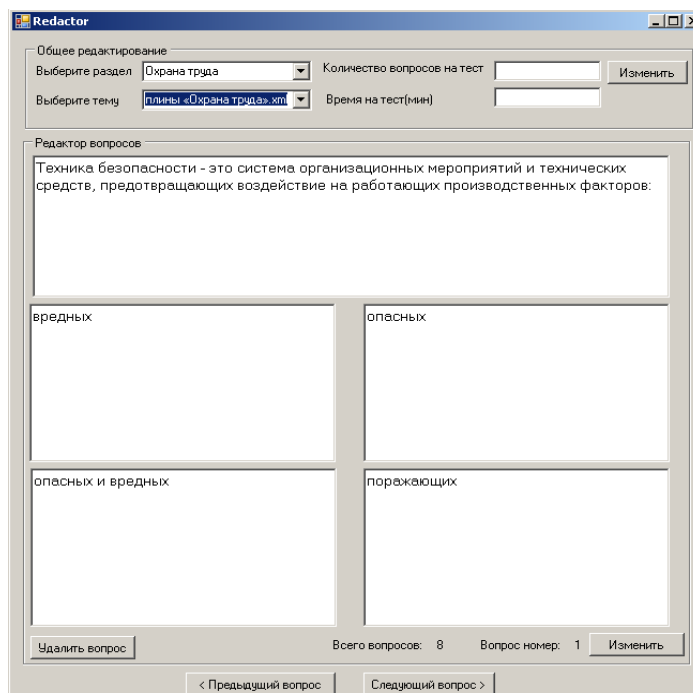 Redactor
Общее редактирование
Выберите раздел Охрана труда Количество вопросов на тест Изменить
Выберите тему плины «Охрана труда».xml Время на тест(мин)
Редактор вопросов
Техника безопасности - это система организационных мероприятий и технических
средств, предотвращающих воздействие на работающих производственных факторов:
вредных опасных
опасных и вредных поражающих
Удалить вопрос Всего вопросов: 8 Вопрос номер: 1 Изменить
< Предыдущий вопрос Следующий вопрос >